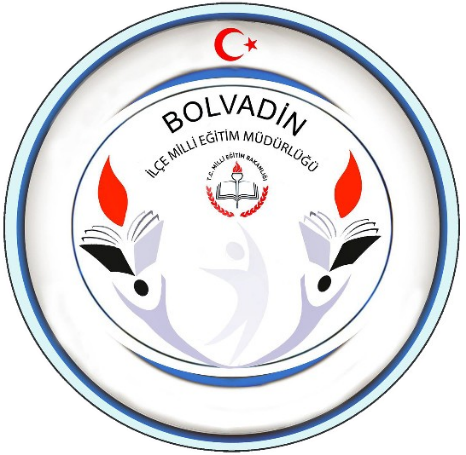 BOLVADİN
İLÇE MİLLİ EĞİTİM MÜDÜRLÜĞÜ
T.C. MİLLİ EĞİTİM BAKANLIĞI